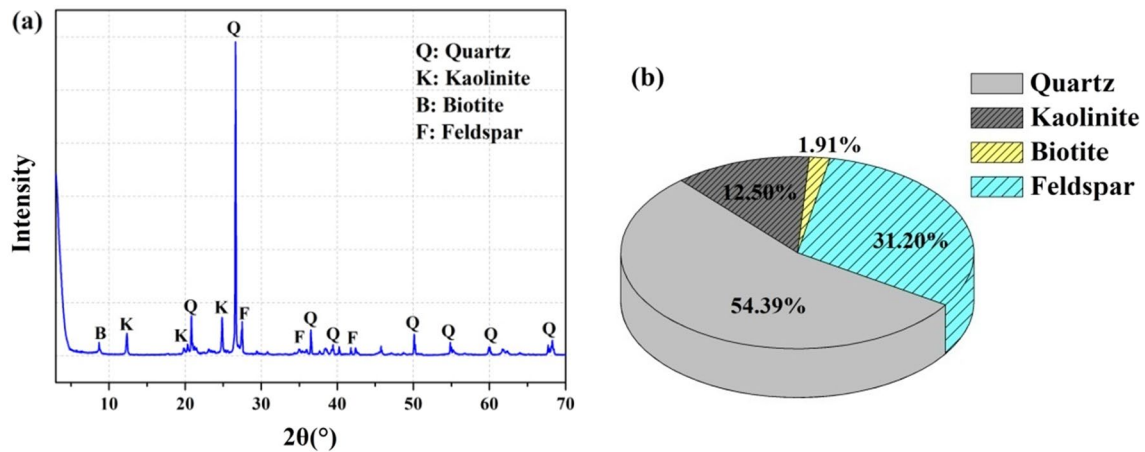 (a)
Q
Q: Quartz
K: Kaolinite
B: Biotite
F: Feldspar
Intensity
B
K
K
Q
K
F
F
Q
Q
F
Q
Q
Q
Q
10
20
30
40
50
60
70
2θ(°)
(b)
Quartz
Kaolinite
Biotite
Feldspar
1.91%
12.50%
31.20%
54.39%